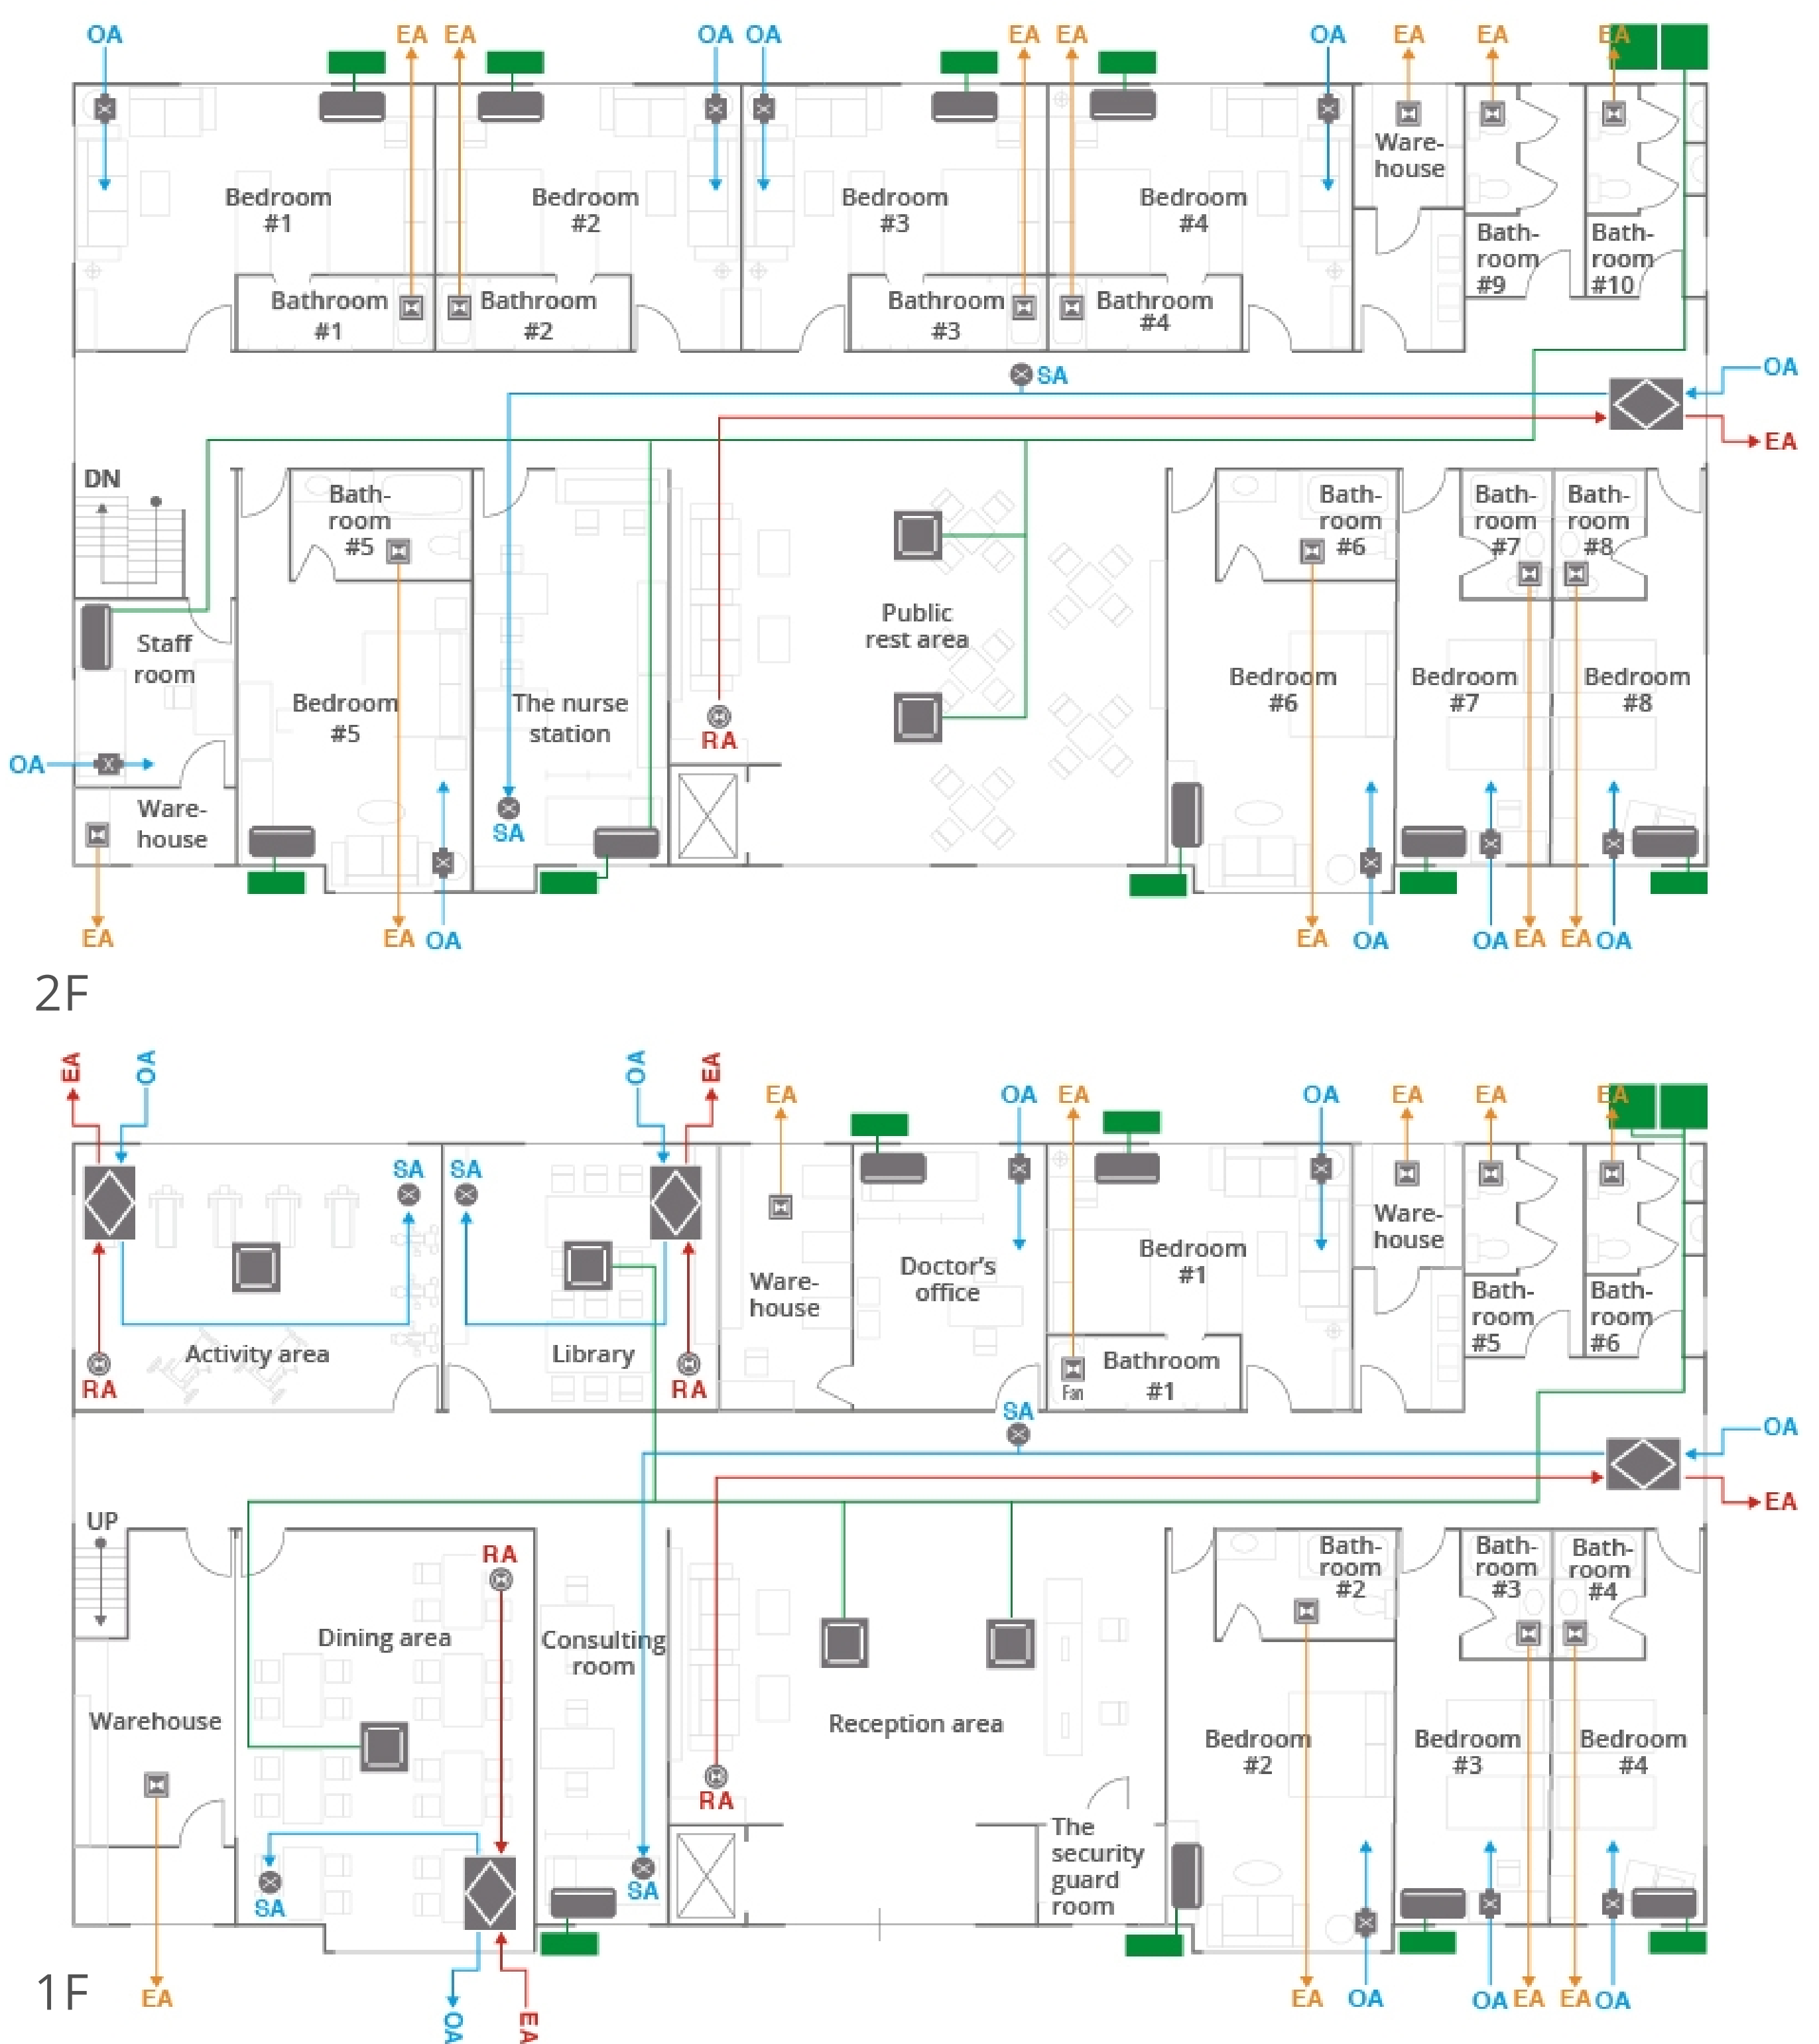 OA EA EA OA OA EA EA OA EA EA EA
Ware-
house
Bedroom
#1
Bedroom
#2
Bedroom
#3
Bedroom
#4
Bath-
room
#9
Bath-
room
#10
Bathroom
#1
Bathroom
#2
Bathroom
#3
Bathroom
#4
SA
OA
EA
DN
Bath-
room
#5
Bath-
room
#6
Bath-
room
#7
Bath-
room
#8
Staff
room
Public
rest area
Bedroom
#5
The nurse
station
Bedroom
#6
Bedroom
#7
Bedroom
#8
RA
OA
Ware-
house
SA
EA EA OA EA OA OA EA EA OA
2F
EA OA OA EA
EA OA EA OA EA EA EA
SA SA
Ware-
house
Doctor's
office
Bedroom
#1
Ware-
house
Bath-
room
#5
Bath-
room
#6
Activity area
Library
RA RA
Fan
Bathroom
#1
SA
OA
EA
UP
RA
Bath-
room
#2
Bath-
room
#3
Bath-
room
#4
Dining area
Consulting
room
Warehouse
Reception area
Bedroom
#2
Bedroom
#3
Bedroom
#4
RA
The
security
guard
room
SA
SA
1F
EA OA EA EA OA OA EA EA OA